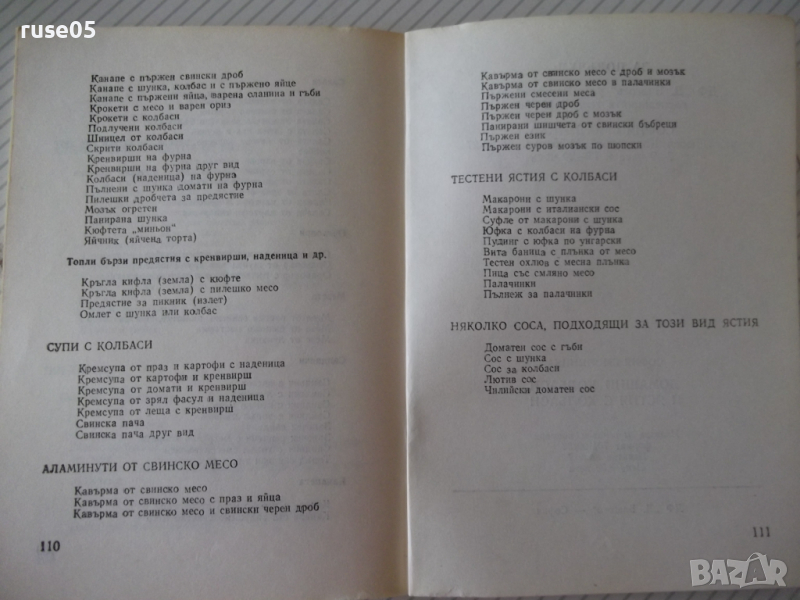 ruse05
Канапе с пържен свински дроб
Канапе с шунка, колбас и с пържено яйце
Канапе с пържени яйца, варена сланина и гъби
Крокети с месо и варен ориз
Крокети с колбаси
Подлучени колбаси
Шницел от колбаси
Скрити колбаси
Кренвирши на фурна
Кренвирши на фурна друг вид
Колбаси (наденица) на фурна
Пълнени с шунка домати на фурна
Пилешки дробчета за предястие
Мозък огретен
Панирана шунка
Кюфтета „миньон“
Яйчник (яйчена торта)
Топли бързи предястия с кренвирши, наденица и др.
Кръгла кифла (земла) с кюфте
Кръгла кифла (земла) с пилешко месо
Предястие за пикник (излет)
Омлет с шунка или колбас
СУПИ С КОЛБАСИ
Кремсупа от праз и картофи с наденица
Кремсупа от картофи и кренвирш
Кремсупа от домати и кренвирш
Кремсупа от зрял фасул и наденица
Кремсупа от леща с кренвирш
Свинска пача
Свинска пача друг вид
АЛАМИНУТИ ОТ СВИНСКО МЕСО
Кавърма от свинско месо
Кавърма от свинско месо с праз и яйца
Кавърма от свинско месо и свински черен дроб
110
Кавърма от свинско месо с дроб и мозък
Кавърма от свинско месо и палачинки
Пържени смесени меса
Пържен черен дроб
Пържен черен дроб с мозък
Панирани шишчета от свински бъбреци
Пържен език
Пържен суров мозък по шопски
ТЕСТЕНИ ЯСТИЯ С КОЛБАСИ
Макарони с шунка
Макарони с италиански сос
Суфле от макарони с шунка
Юфка с колбаси на фурна
Пудинг с юфка по унгарски
Вита баница с плънка от месо
Тестен охлюв с месна плънка
Пица със смляно месо
Палачинки
Пълнеж за палачинки
НЯКОЛКО СОСА, ПОДХОДЯЩИ ЗА ТОЗИ ВИД ЯСТИЯ
Доматен сос с гъби
Сос с шунка
Сос за колбаси
Лютив сос
Чилийски доматен сос
111
BAZAR